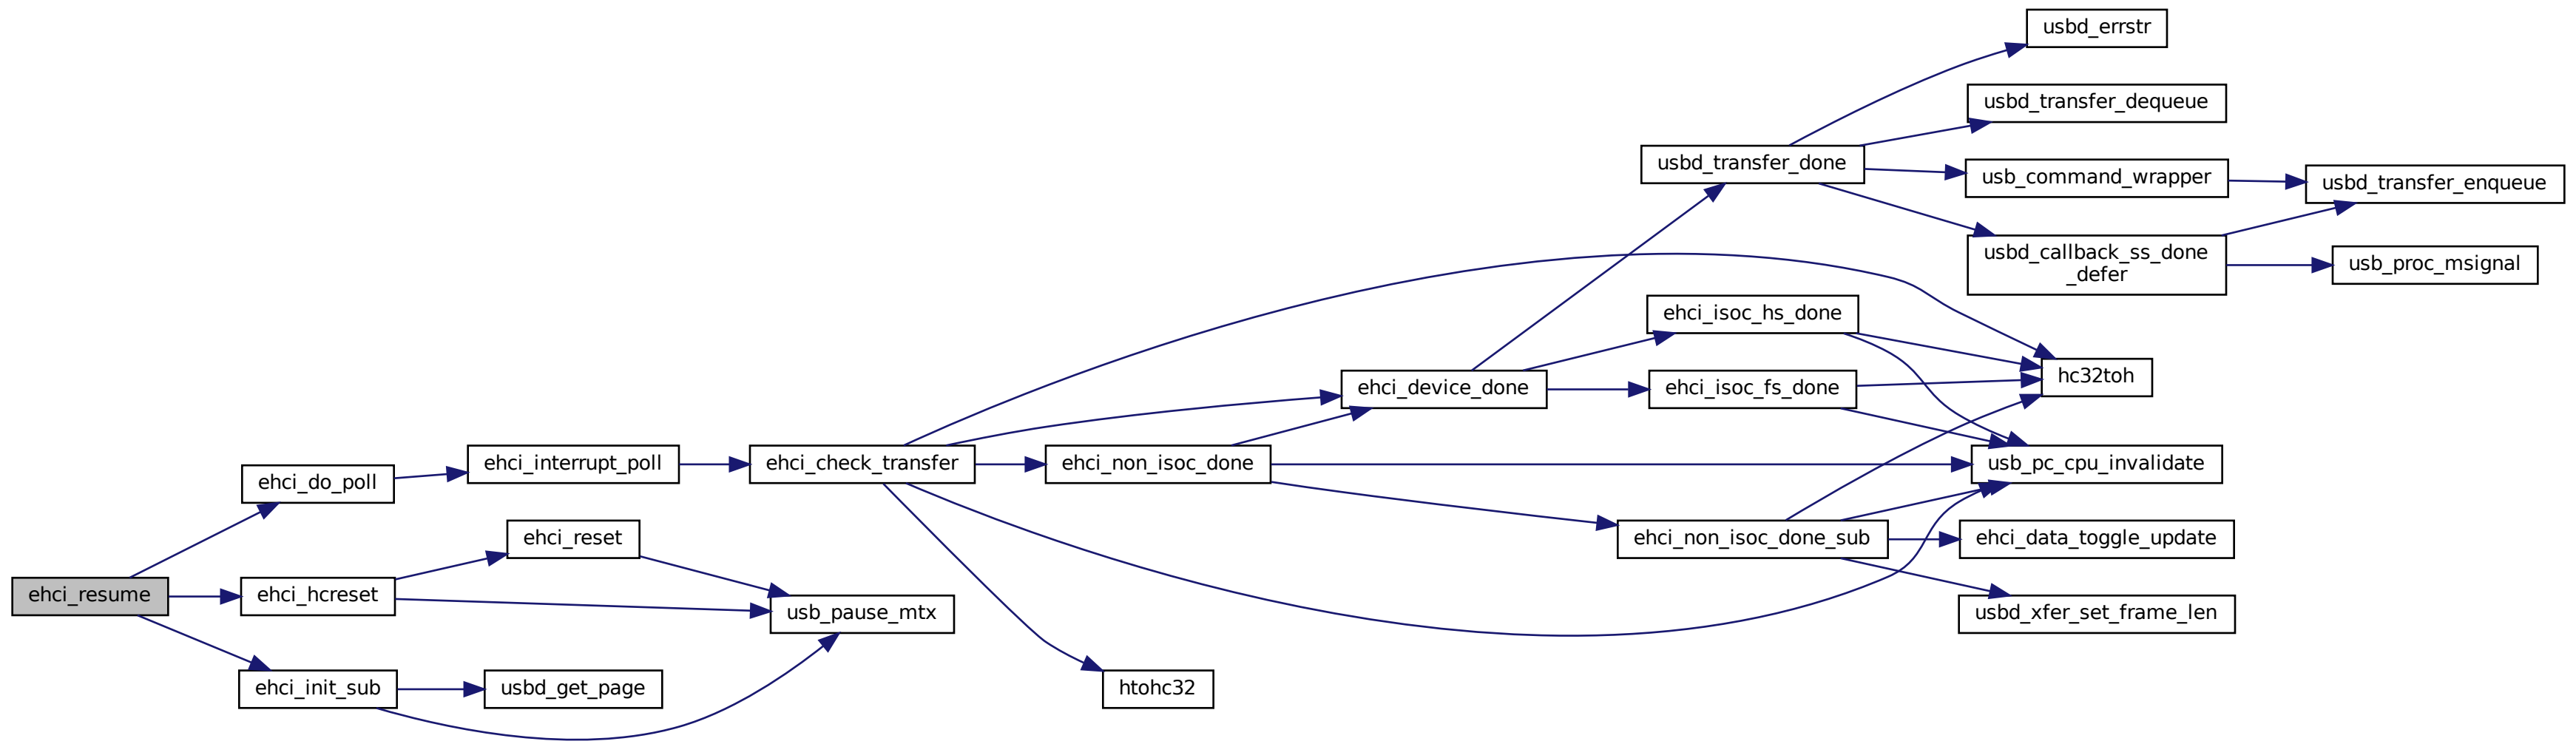 usbd_errstr
usbd_transfer_dequeue
usbd_transfer_done
usb_command_wrapper
usbd_transfer_enqueue
usbd_callback_ss_done
_defer
usb_proc_msignal
ehci_isoc_hs_done
hc32toh
ehci_device_done
ehci_isoc_fs_done
ehci_do_poll
ehci_interrupt_poll
ehci_check_transfer
ehci_non_isoc_done
usb_pc_cpu_invalidate
ehci_reset
ehci_non_isoc_done_sub
ehci_data_toggle_update
ehci_resume
ehci_hcreset
usb_pause_mtx
usbd_xfer_set_frame_len
ehci_init_sub
usbd_get_page
htohc32